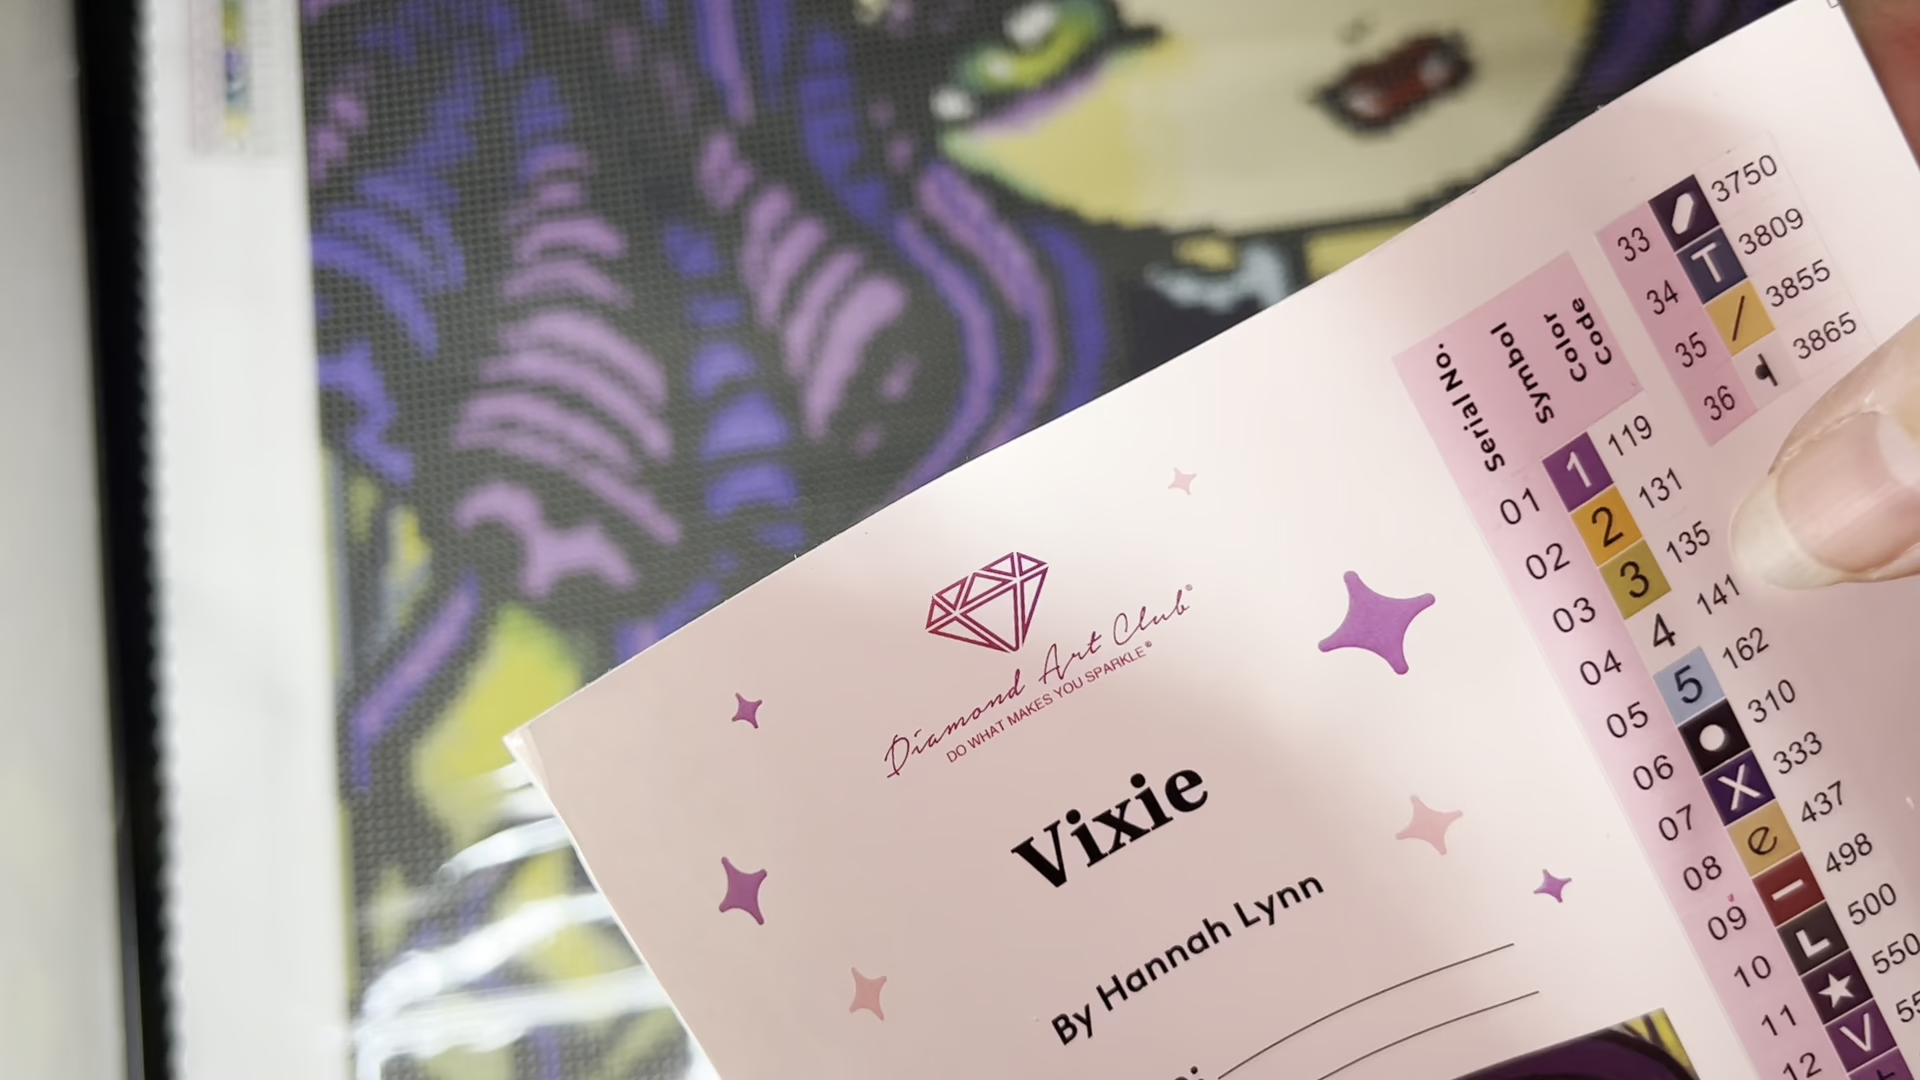 Diamond Art Club®
DO WHAT MAKES YOU SPARKLE®
Vixie
By Hannah Lynn
Serial No. Symbol Color Code
01 1 119
02 2 131
03 3 135
04 4 141
05 5 162
06 310
07 X 333
08 e 437
09 — 498
10 L 500
11 ★ 550
12 V
33 3750
34 T 3809
35 / 3855
36 3865